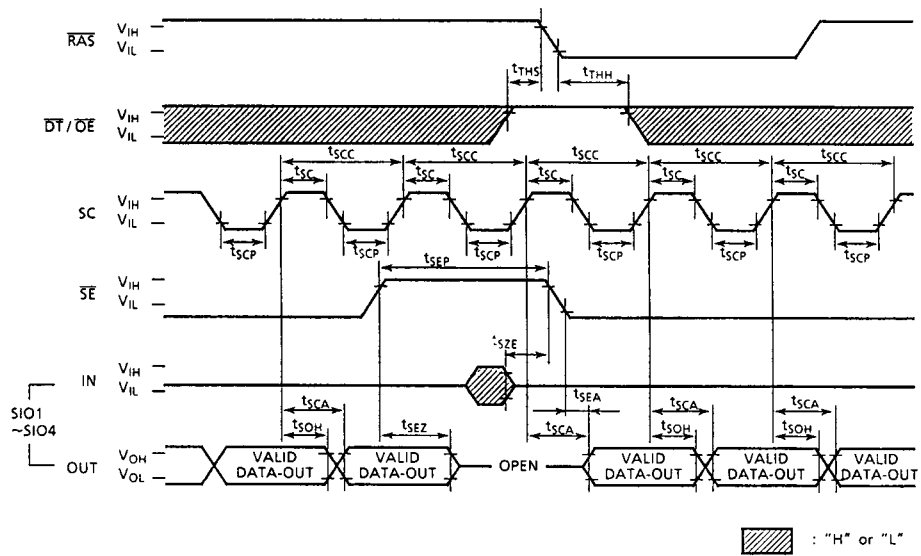 RAS VIH
VIL
tTHS tTHH
DT/OE VIH
VIL
tSCC tSCC tSCC tSCC tSCC
tSC tSC tSC tSC tSC
SC VIH
VIL
tSCP tSCP tSCP tSCP tSCP tSCP
tSEP
SE VIH
VIL
tSZE
IN VIH
VIL
tSEA
SIO1
~SIO4
tSCA tSCA tSCA tSCA
tSOH tSEZ tSOH tSOH
OUT VOH
VOL
VALID
DATA-OUT
VALID
DATA-OUT
OPEN
VALID
DATA-OUT
VALID
DATA-OUT
VALID
DATA-OUT
: "H" or "L"